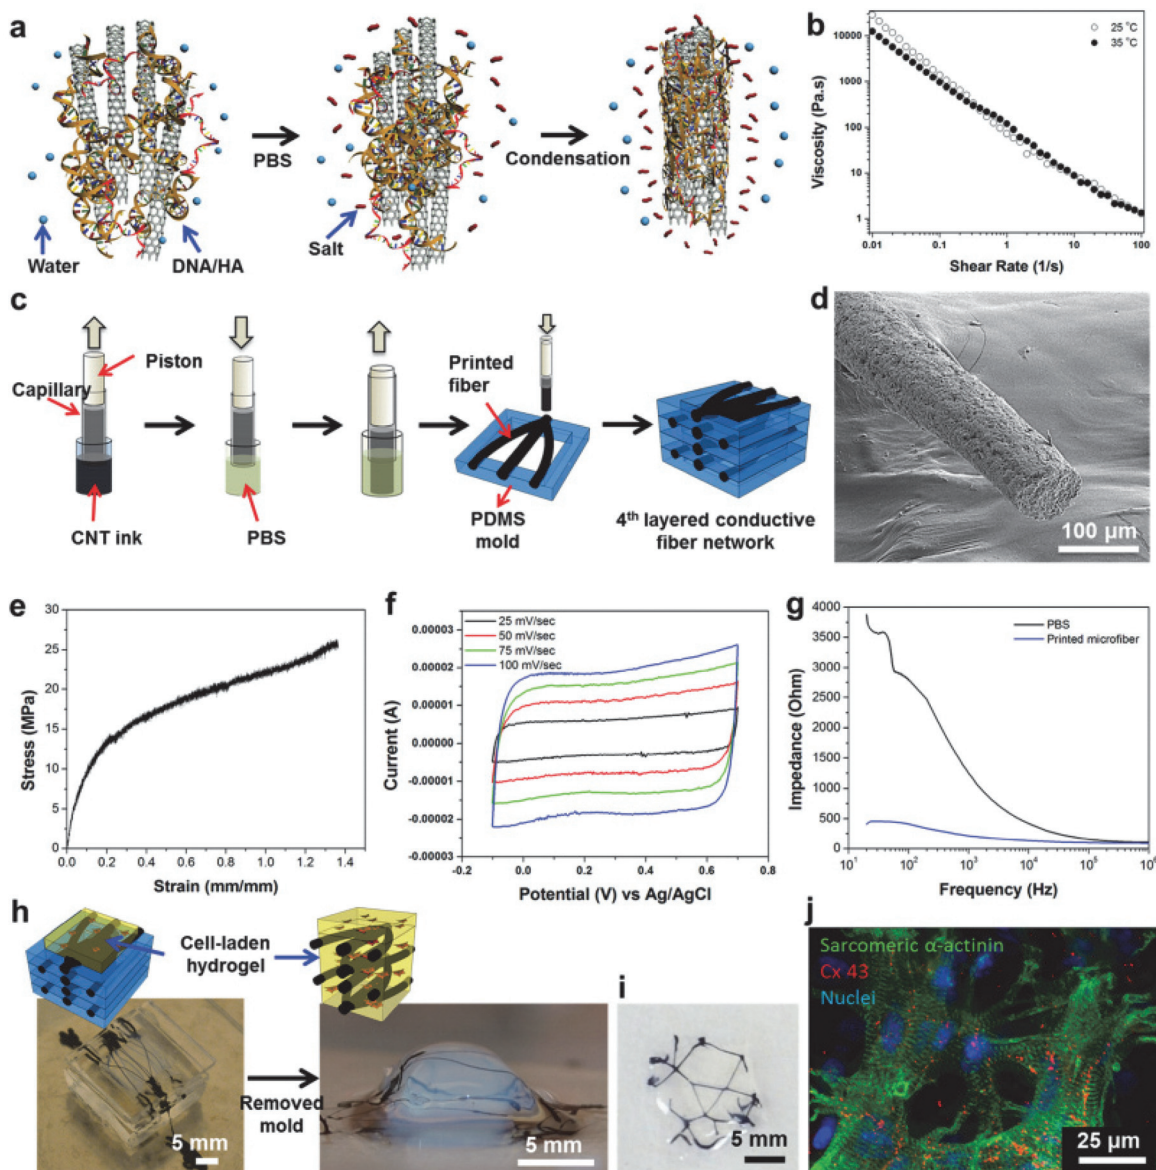 a
PBS
Condensation
Water
DNA/HA
Salt
b
25 °C
35 °C
Viscosity (Pa.s)
10000
1000
100
10
1
0.01
0.1
1
10
100
Shear Rate (1/s)
c
Piston
Capillary
CNT ink
PBS
Printed
fiber
PDMS
mold
4th layered conductive
fiber network
d
100 µm
e
Stress (MPa)
30
25
20
15
10
5
0
0.0
0.2
0.4
0.6
0.8
1.0
1.2
1.4
Strain (mm/mm)
f
25 mV/sec
50 mV/sec
75 mV/sec
100 mV/sec
Current (A)
0.00003
0.00002
0.00001
0.00000
-0.00001
-0.00002
-0.00003
-0.2
0.0
0.2
0.4
0.6
0.8
Potential (V) vs Ag/AgCl
g
PBS
Printed microfiber
Impedance (Ohm)
4000
3500
3000
2500
2000
1500
1000
500
0
10¹
10²
10³
10⁴
10⁵
10⁶
Frequency (Hz)
h
Cell-laden
hydrogel
Removed
mold
5 mm
5 mm
i
5 mm
j
Sarcomeric α-actinin
Cx 43
Nuclei
25 µm